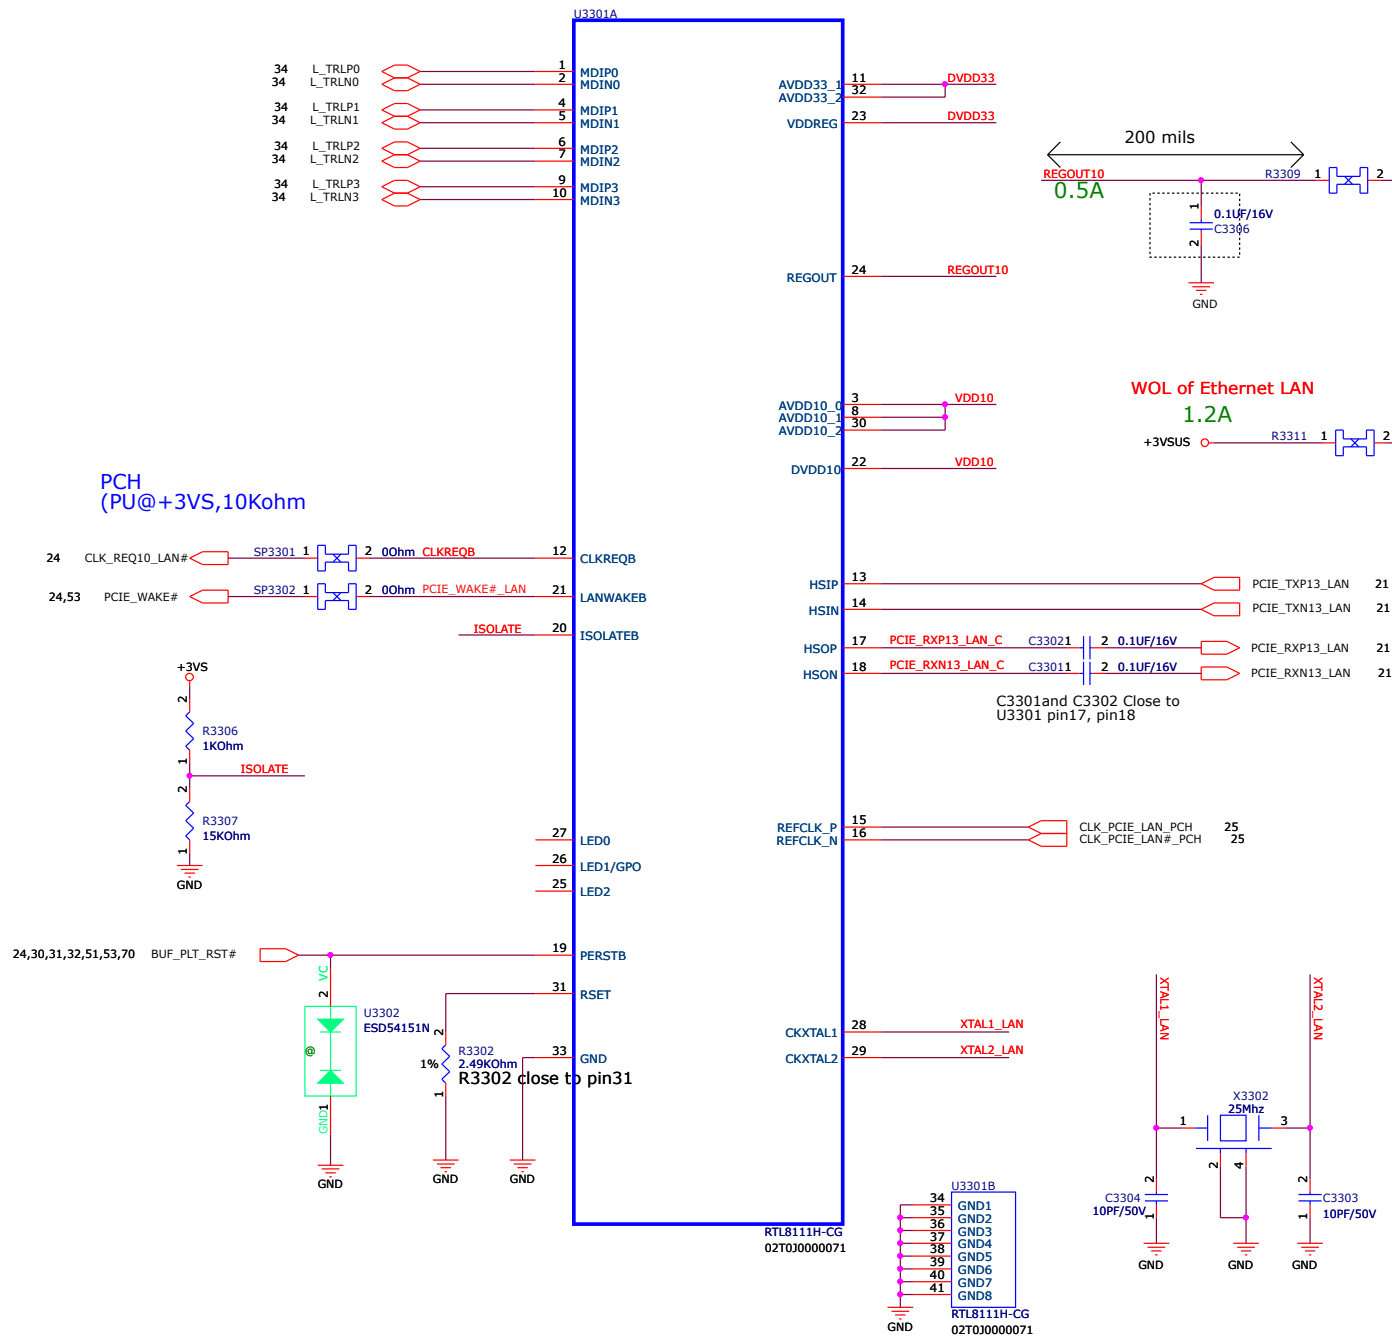 U3301A
34 L_TRLP0 1 MDIP0
34 L_TRLN0 2 MDIN0
34 L_TRLP1 4 MDIP1
34 L_TRLN1 5 MDIN1
34 L_TRLP2 6 MDIP2
34 L_TRLN2 7 MDIN2
34 L_TRLP3 9 MDIP3
34 L_TRLN3 10 MDIN3
AVDD33_1 11 DVDD33
AVDD33_2 32
VDDREG 23 DVDD33
200 mils
REGOUT10 R3309 1 2
0.5A
1 0.1UF/16V
C3306
2
GND
REGOUT 24 REGOUT10
WOL of Ethernet LAN
1.2A
+3VSUS R3311 1 2
AVDD10_0 3 VDD10
AVDD10_1 8
AVDD10_2 30
DVDD10 22 VDD10
PCH
(PU@+3VS,10Kohm
24 CLK_REQ10_LAN# SP3301 1 2 0Ohm CLKREQB 12 CLKREQB
24,53 PCIE_WAKE# SP3302 1 2 0Ohm PCIE_WAKE#_LAN 21 LANWAKEB
ISOLATE 20 ISOLATEB
HSIP 13 PCIE_TXP13_LAN 21
HSIN 14 PCIE_TXN13_LAN 21
HSOP 17 PCIE_RXP13_LAN_C C3302 1 2 0.1UF/16V PCIE_RXP13_LAN 21
HSON 18 PCIE_RXN13_LAN_C C3301 1 2 0.1UF/16V PCIE_RXN13_LAN 21
C3301and C3302 Close to
U3301 pin17, pin18
+3VS
2
R3306
1KOhm
1
ISOLATE
2
R3307
15KOhm
1
GND
27 LED0
26 LED1/GPO
25 LED2
REFCLK_P 15 CLK_PCIE_LAN_PCH 25
REFCLK_N 16 CLK_PCIE_LAN#_PCH 25
24,30,31,32,51,53,70 BUF_PLT_RST# 19 PERSTB
VC
2
U3302
ESD54151N
@
1
GND
GND
31 RSET
2
R3302
1% 2.49KOhm
R3302 close to pin31
1
GND
33 GND
GND
CKXTAL1 28 XTAL1_LAN
CKXTAL2 29 XTAL2_LAN
XTAL1_LAN
XTAL2_LAN
X3302
25Mhz
1 3
2 4
2 C3304
10PF/50V
1
GND
GND
2 C3303
10PF/50V
1
GND
RTL8111H-CG
02T0J0000071
U3301B
34 GND1
35 GND2
36 GND3
37 GND4
38 GND5
39 GND6
40 GND7
41 GND8
GND
RTL8111H-CG
02T0J0000071